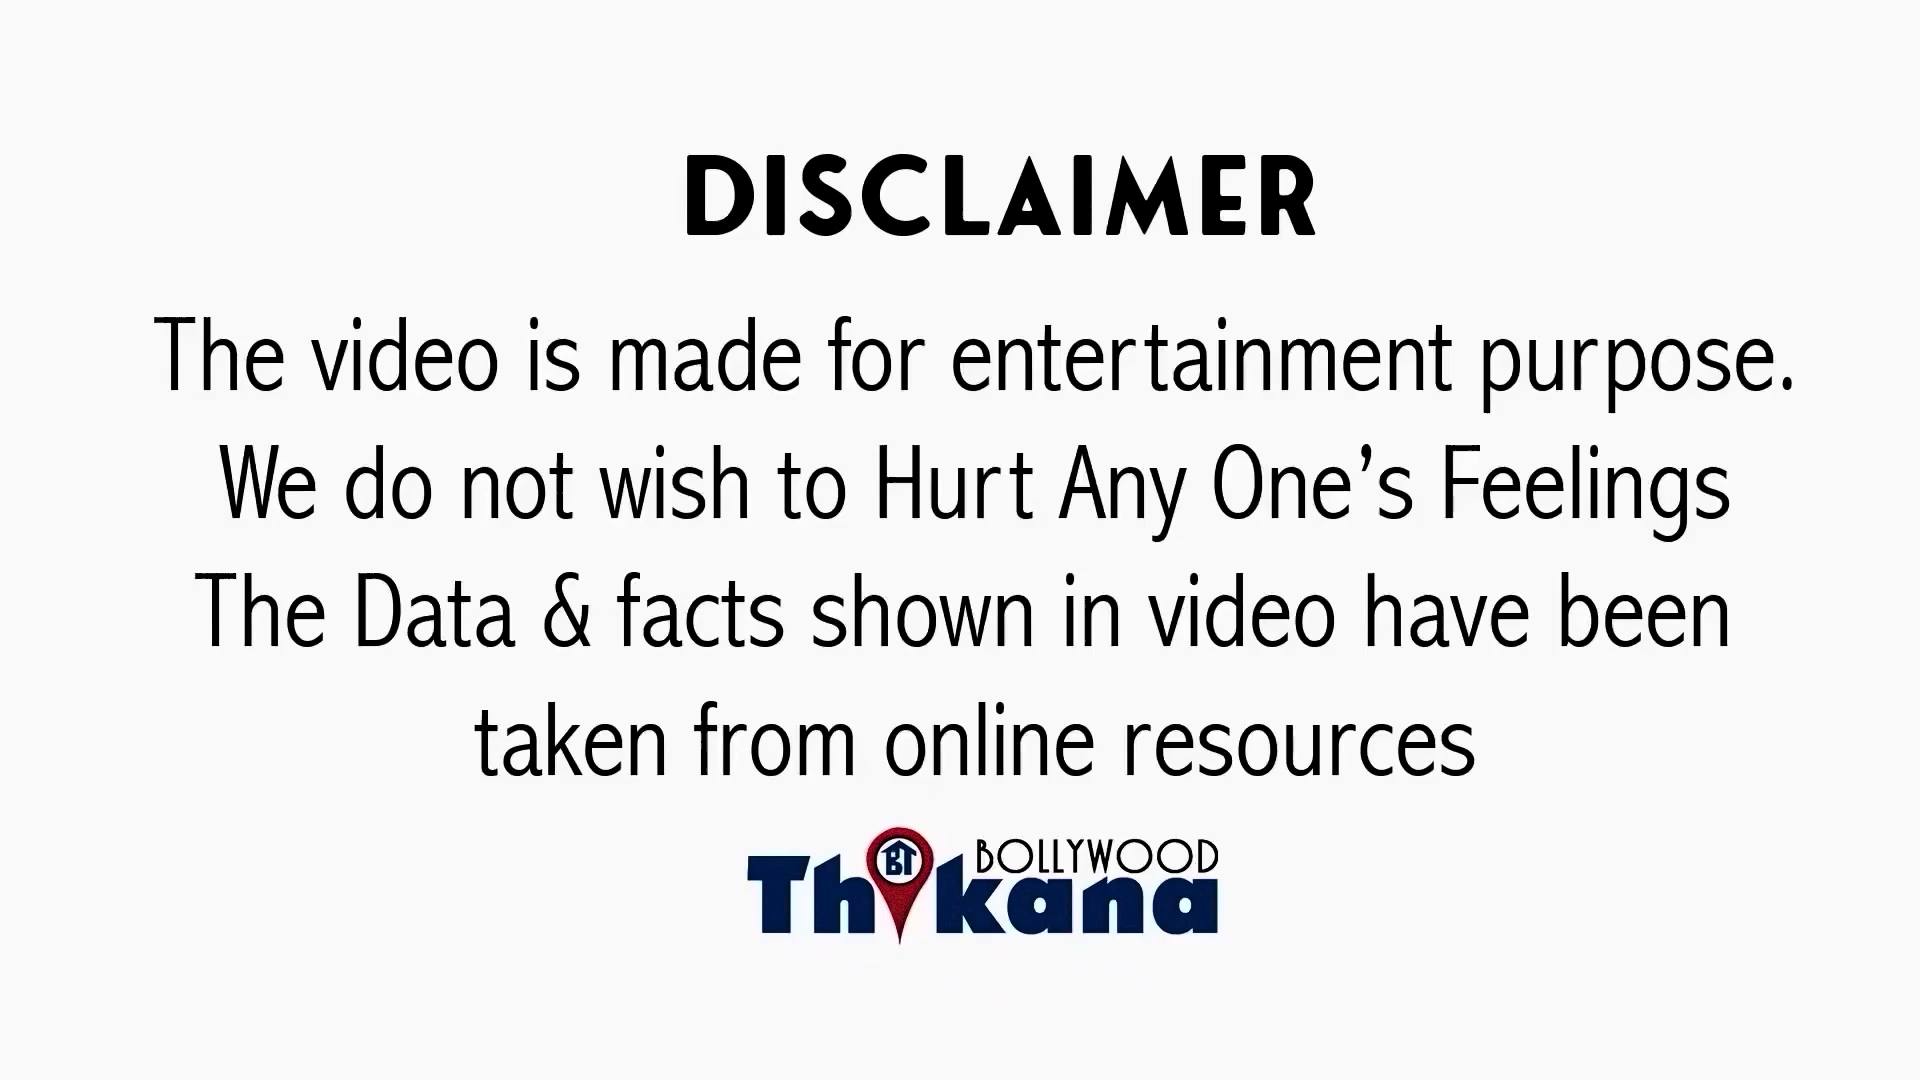 DISCLAIMER
The video is made for entertainment purpose.
We do not wish to Hurt Any One’s Feelings
The Data & facts shown in video have been
taken from online resources
BT
BOLLYWOOD
Thikana